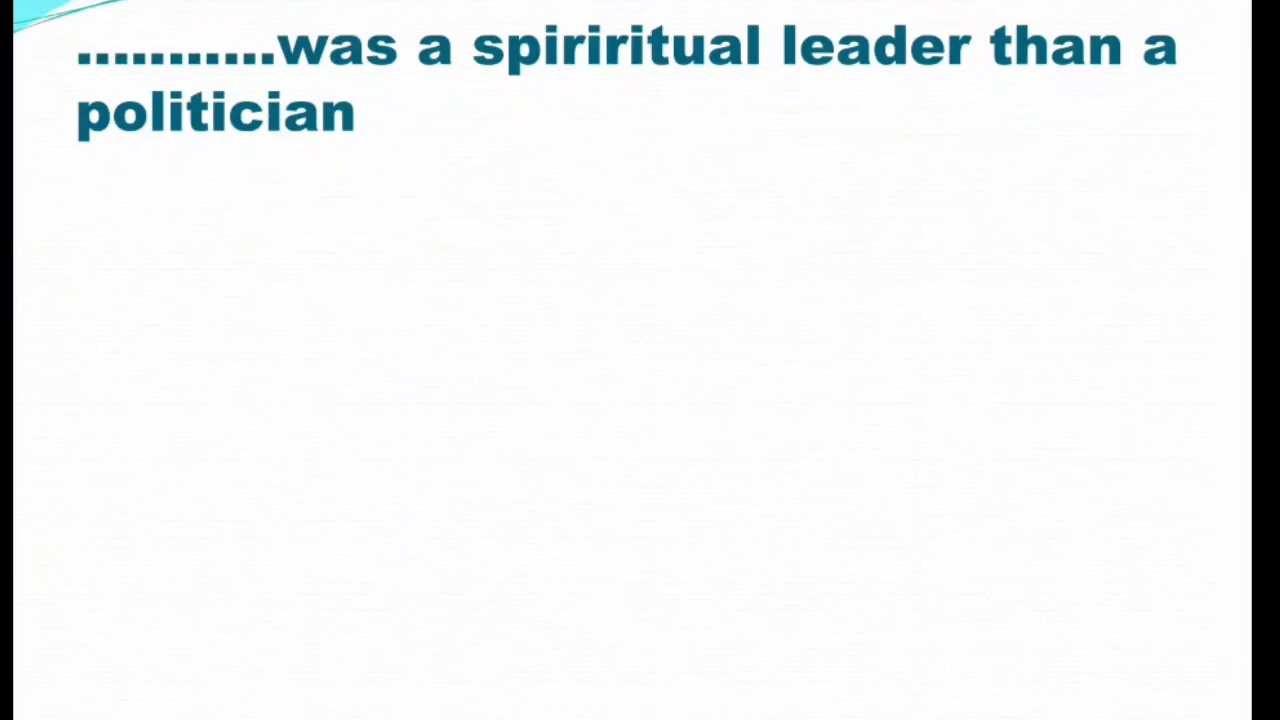 ...........was a spiriritual leader than a
politician